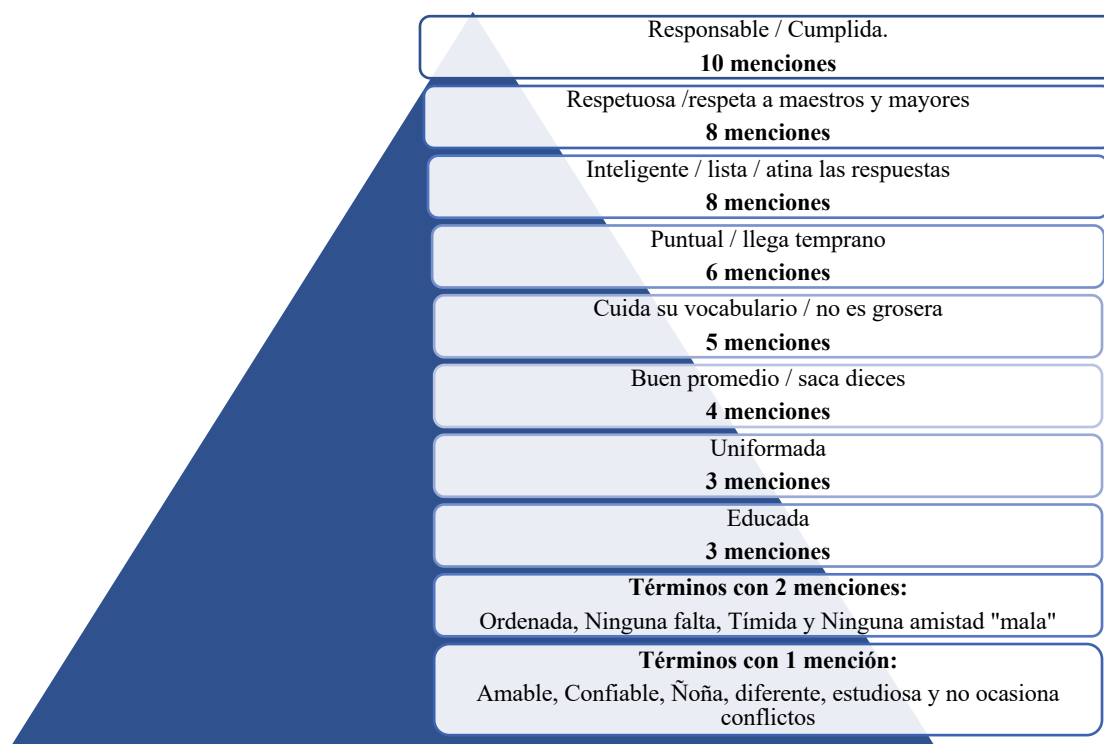 Responsable / Cumplida.
10 menciones
Respetuosa /respeta a maestros y mayores
8 menciones
Inteligente / lista / atina las respuestas
8 menciones
Puntual / llega temprano
6 menciones
Cuida su vocabulario / no es grosera
5 menciones
Buen promedio / saca dieces
4 menciones
Uniformada
3 menciones
Educada
3 menciones
Términos con 2 menciones:
Ordenada, Ninguna falta, Tímida y Ninguna amistad "mala"
Términos con 1 mención:
Amable, Confiable, Ñoña, diferente, estudiosa y no ocasiona
conflictos